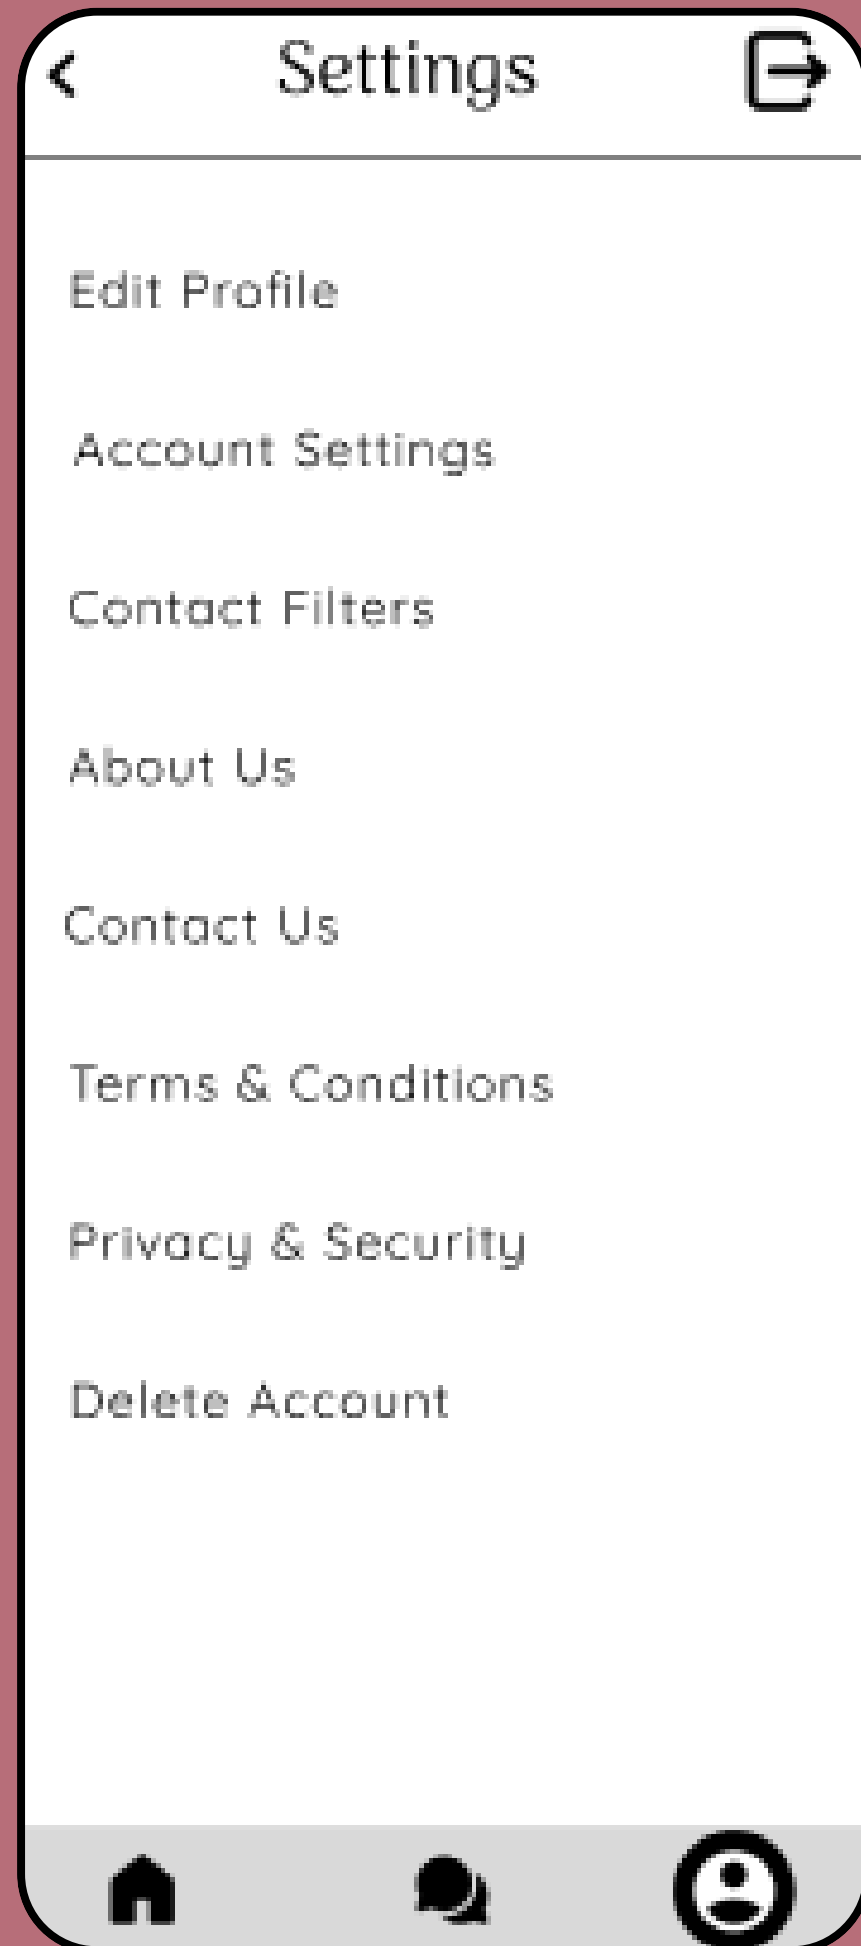 Settings
Edit Profile
Account Settings
Contact Filters
About Us
Contact Us
Terms & Conditions
Privacy & Security
Delete Account